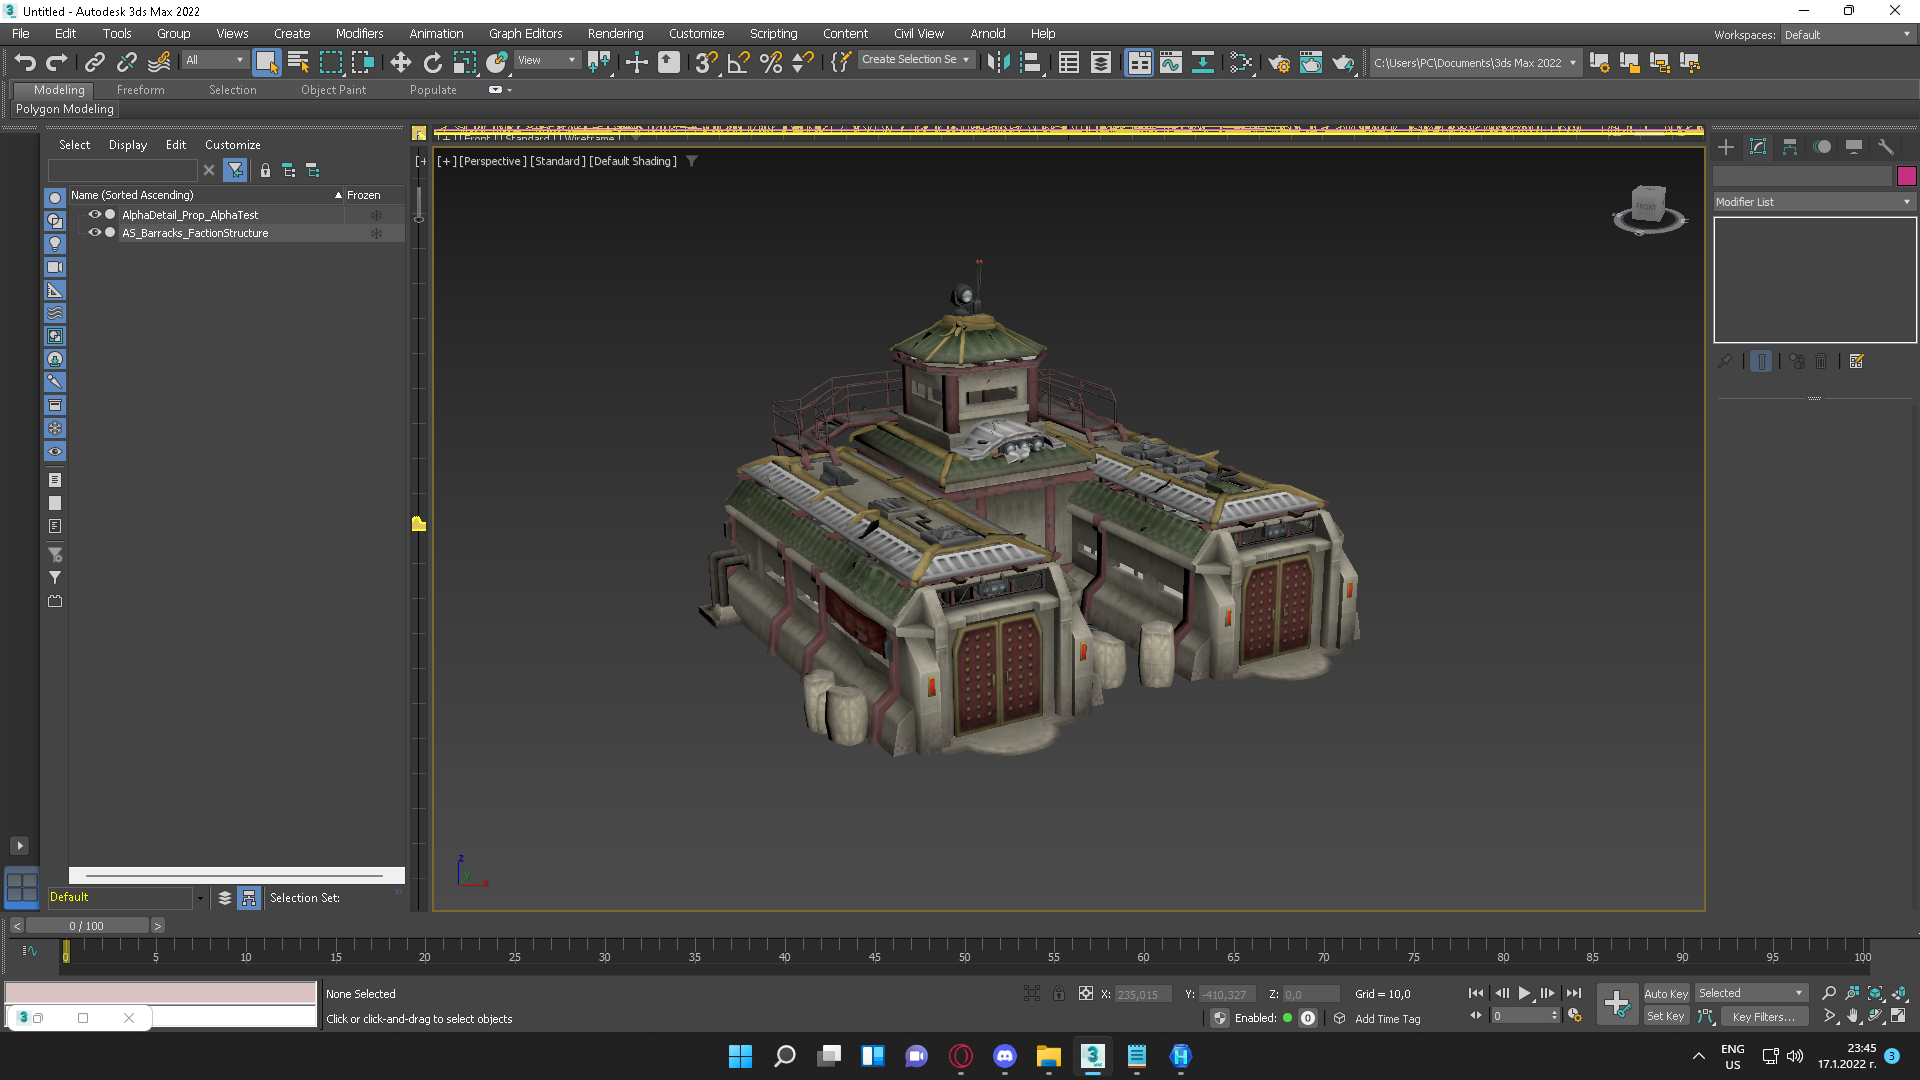 Untitled - Autodesk 3ds Max 2022
File Edit Tools Group Views Create Modifiers Animation Graph Editors Rendering Customize Scripting Content Civil View Arnold Help
Workspaces: Default
All View Create Selection Se C:\Users\PC\Documents\3ds Max 2022
Modeling Freeform Selection Object Paint Populate
Polygon Modeling
Select Display Edit Customize
[+] [Front] [Standard] [Wireframe]
[+] [Perspective] [Standard] [Default Shading]
Name (Sorted Ascending) Frozen
AlphaDetail_Prop_AlphaTest
AS_Barracks_FactionStructure
FRONT
Modifier List
z
y
x
Default
Selection Set:
0 / 100
0 5 10 15 20 25 30 35 40 45 50 55 60 65 70 75 80 85 90 95 100
None Selected
X: 235,015 Y: -410,327 Z: 0,0 Grid = 10,0
Auto Key Selected
Click or click-and-drag to select objects
Enabled: 0 Add Time Tag
0
Set Key Key Filters...
ENG
US
23:45
17.1.2022 г.
3